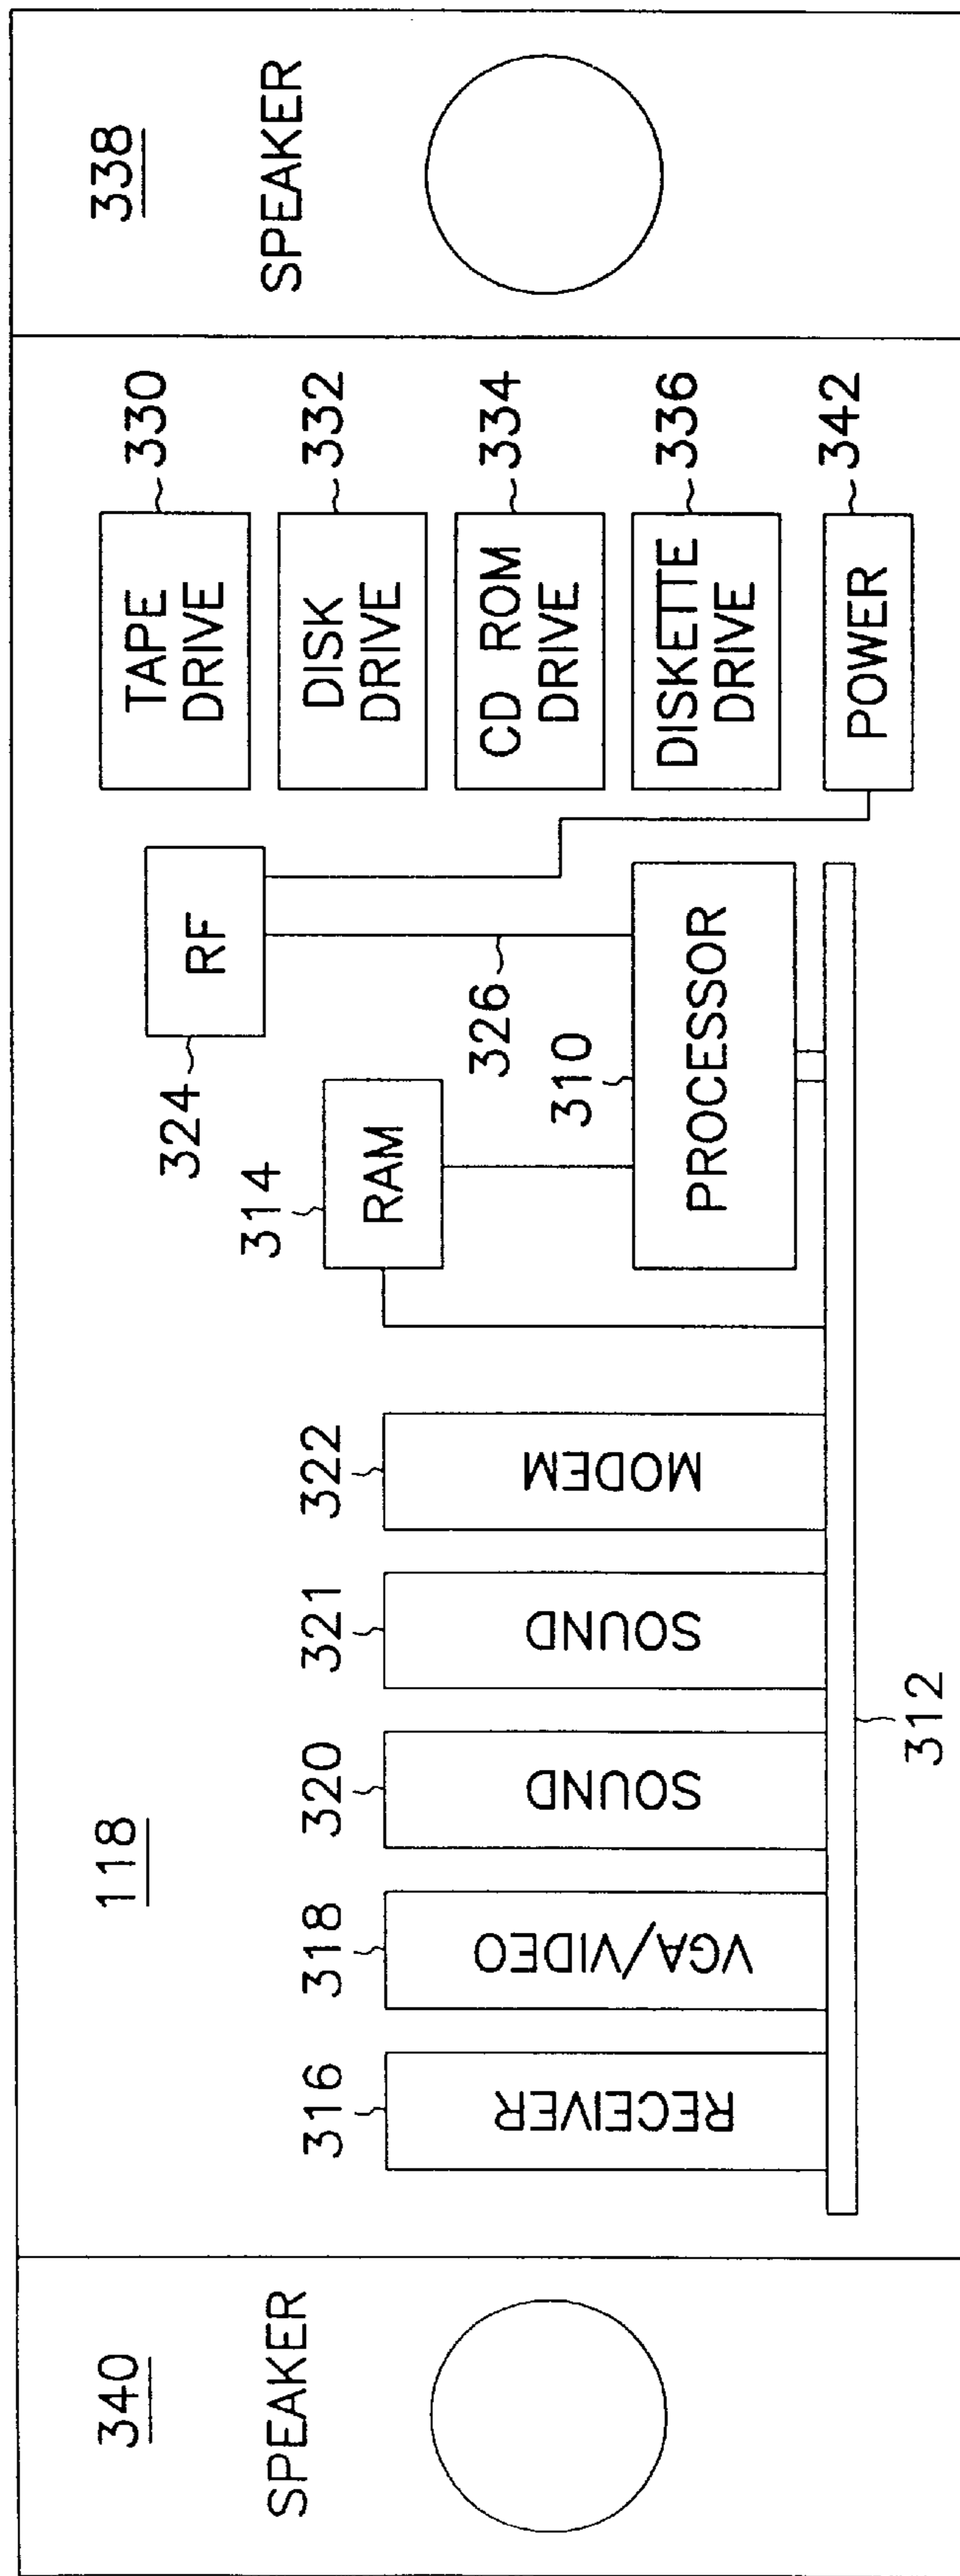 118
340
SPEAKER
338
SPEAKER
316
RECEIVER
318
VGA/VIDEO
320
SOUND
321
SOUND
322
MODEM
312
314
RAM
324
RF
326
310
PROCESSOR
TAPE
DRIVE
330
DISK
DRIVE
332
CD ROM
DRIVE
334
DISKETTE
DRIVE
336
POWER
342